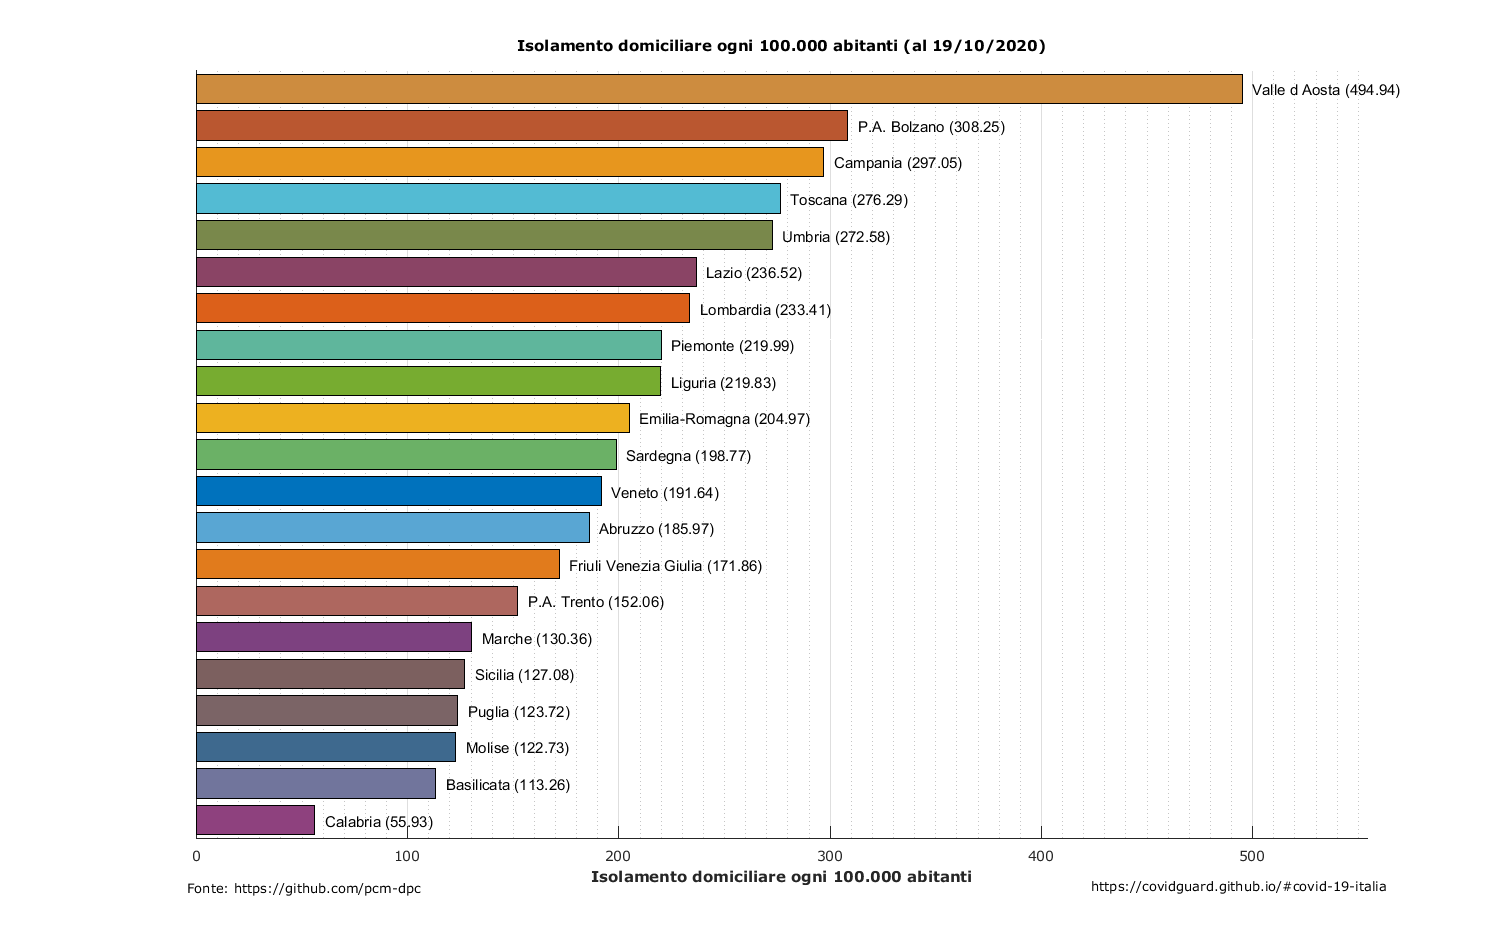 Isolamento domiciliare ogni 100.000 abitanti (al 19/10/2020)
Valle d Aosta (494.94)
P.A. Bolzano (308.25)
Campania (297.05)
Toscana (276.29)
Umbria (272.58)
Lazio (236.52)
Lombardia (233.41)
Piemonte (219.99)
Liguria (219.83)
Emilia-Romagna (204.97)
Sardegna (198.77)
Veneto (191.64)
Abruzzo (185.97)
Friuli Venezia Giulia (171.86)
P.A. Trento (152.06)
Marche (130.36)
Sicilia (127.08)
Puglia (123.72)
Molise (122.73)
Basilicata (113.26)
Calabria (55.93)
0 100 200 300 400 500
Isolamento domiciliare ogni 100.000 abitanti
Fonte: https://github.com/pcm-dpc
https://covidguard.github.io/#covid-19-italia